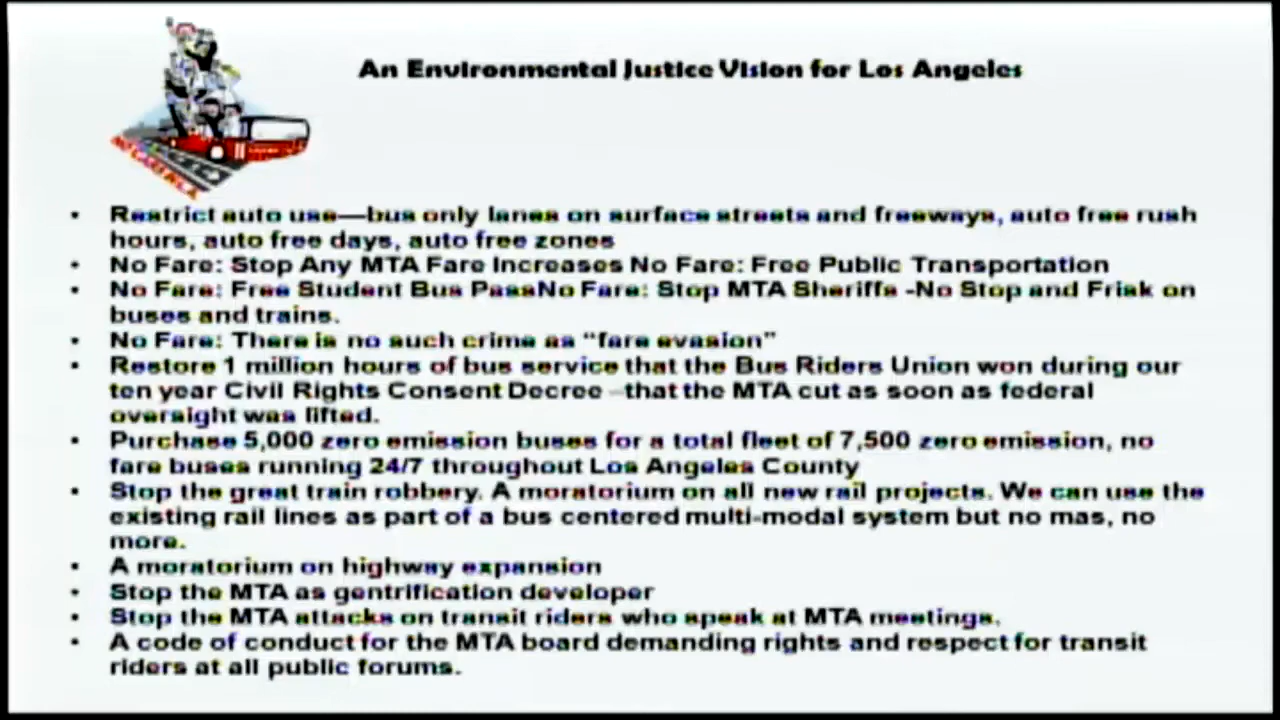 An Environmental Justice Vision for Los Angeles
• Restrict auto use—bus only lanes on surface streets and freeways, auto free rush
hours, auto free days, auto free zones
• No Fare: Stop Any MTA Fare Increases No Fare: Free Public Transportation
• No Fare: Free Student Bus PassNo Fare: Stop MTA Sheriffs -No Stop and Frisk on
buses and trains.
• No Fare: There is no such crime as “fare evasion”
• Restore 1 million hours of bus service that the Bus Riders Union won during our
ten year Civil Rights Consent Decree –that the MTA cut as soon as federal
oversight was lifted.
• Purchase 5,000 zero emission buses for a total fleet of 7,500 zero emission, no
fare buses running 24/7 throughout Los Angeles County
• Stop the great train robbery. A moratorium on all new rail projects. We can use the
existing rail lines as part of a bus centered multi-modal system but no mas, no
more.
• A moratorium on highway expansion
• Stop the MTA as gentrification developer
• Stop the MTA attacks on transit riders who speak at MTA meetings.
• A code of conduct for the MTA board demanding rights and respect for transit
riders at all public forums.